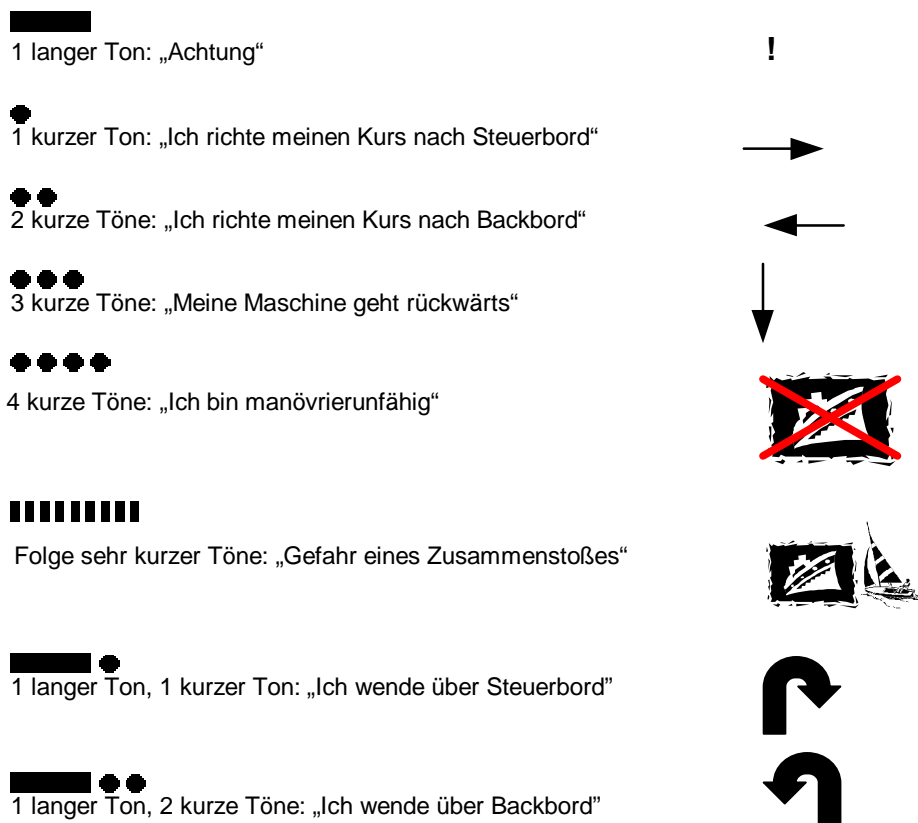 1 langer Ton: „Achtung“
!
1 kurzer Ton: „Ich richte meinen Kurs nach Steuerbord“
2 kurze Töne: „Ich richte meinen Kurs nach Backbord“
3 kurze Töne: „Meine Maschine geht rückwärts“
4 kurze Töne: „Ich bin manövrierunfähig“
Folge sehr kurzer Töne: „Gefahr eines Zusammenstoßes“
1 langer Ton, 1 kurzer Ton: „Ich wende über Steuerbord”
1 langer Ton, 2 kurze Töne: „Ich wende über Backbord”